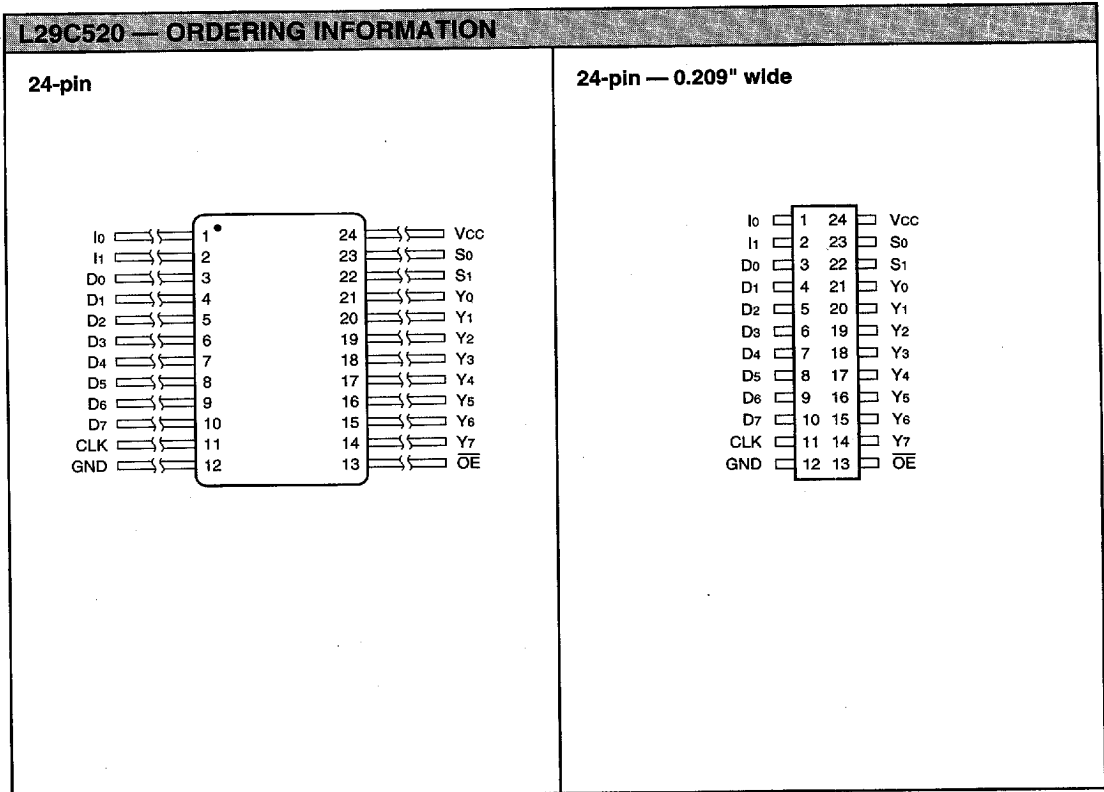 L29C520 — ORDERING INFORMATION
24-pin
I0 1 24 VCC
I1 2 23 S0
D0 3 22 S1
D1 4 21 Y0
D2 5 20 Y1
D3 6 19 Y2
D4 7 18 Y3
D5 8 17 Y4
D6 9 16 Y5
D7 10 15 Y6
CLK 11 14 Y7
GND 12 13 O̅E̅
24-pin — 0.209" wide
I0 1 24 VCC
I1 2 23 S0
D0 3 22 S1
D1 4 21 Y0
D2 5 20 Y1
D3 6 19 Y2
D4 7 18 Y3
D5 8 17 Y4
D6 9 16 Y5
D7 10 15 Y6
CLK 11 14 Y7
GND 12 13 O̅E̅